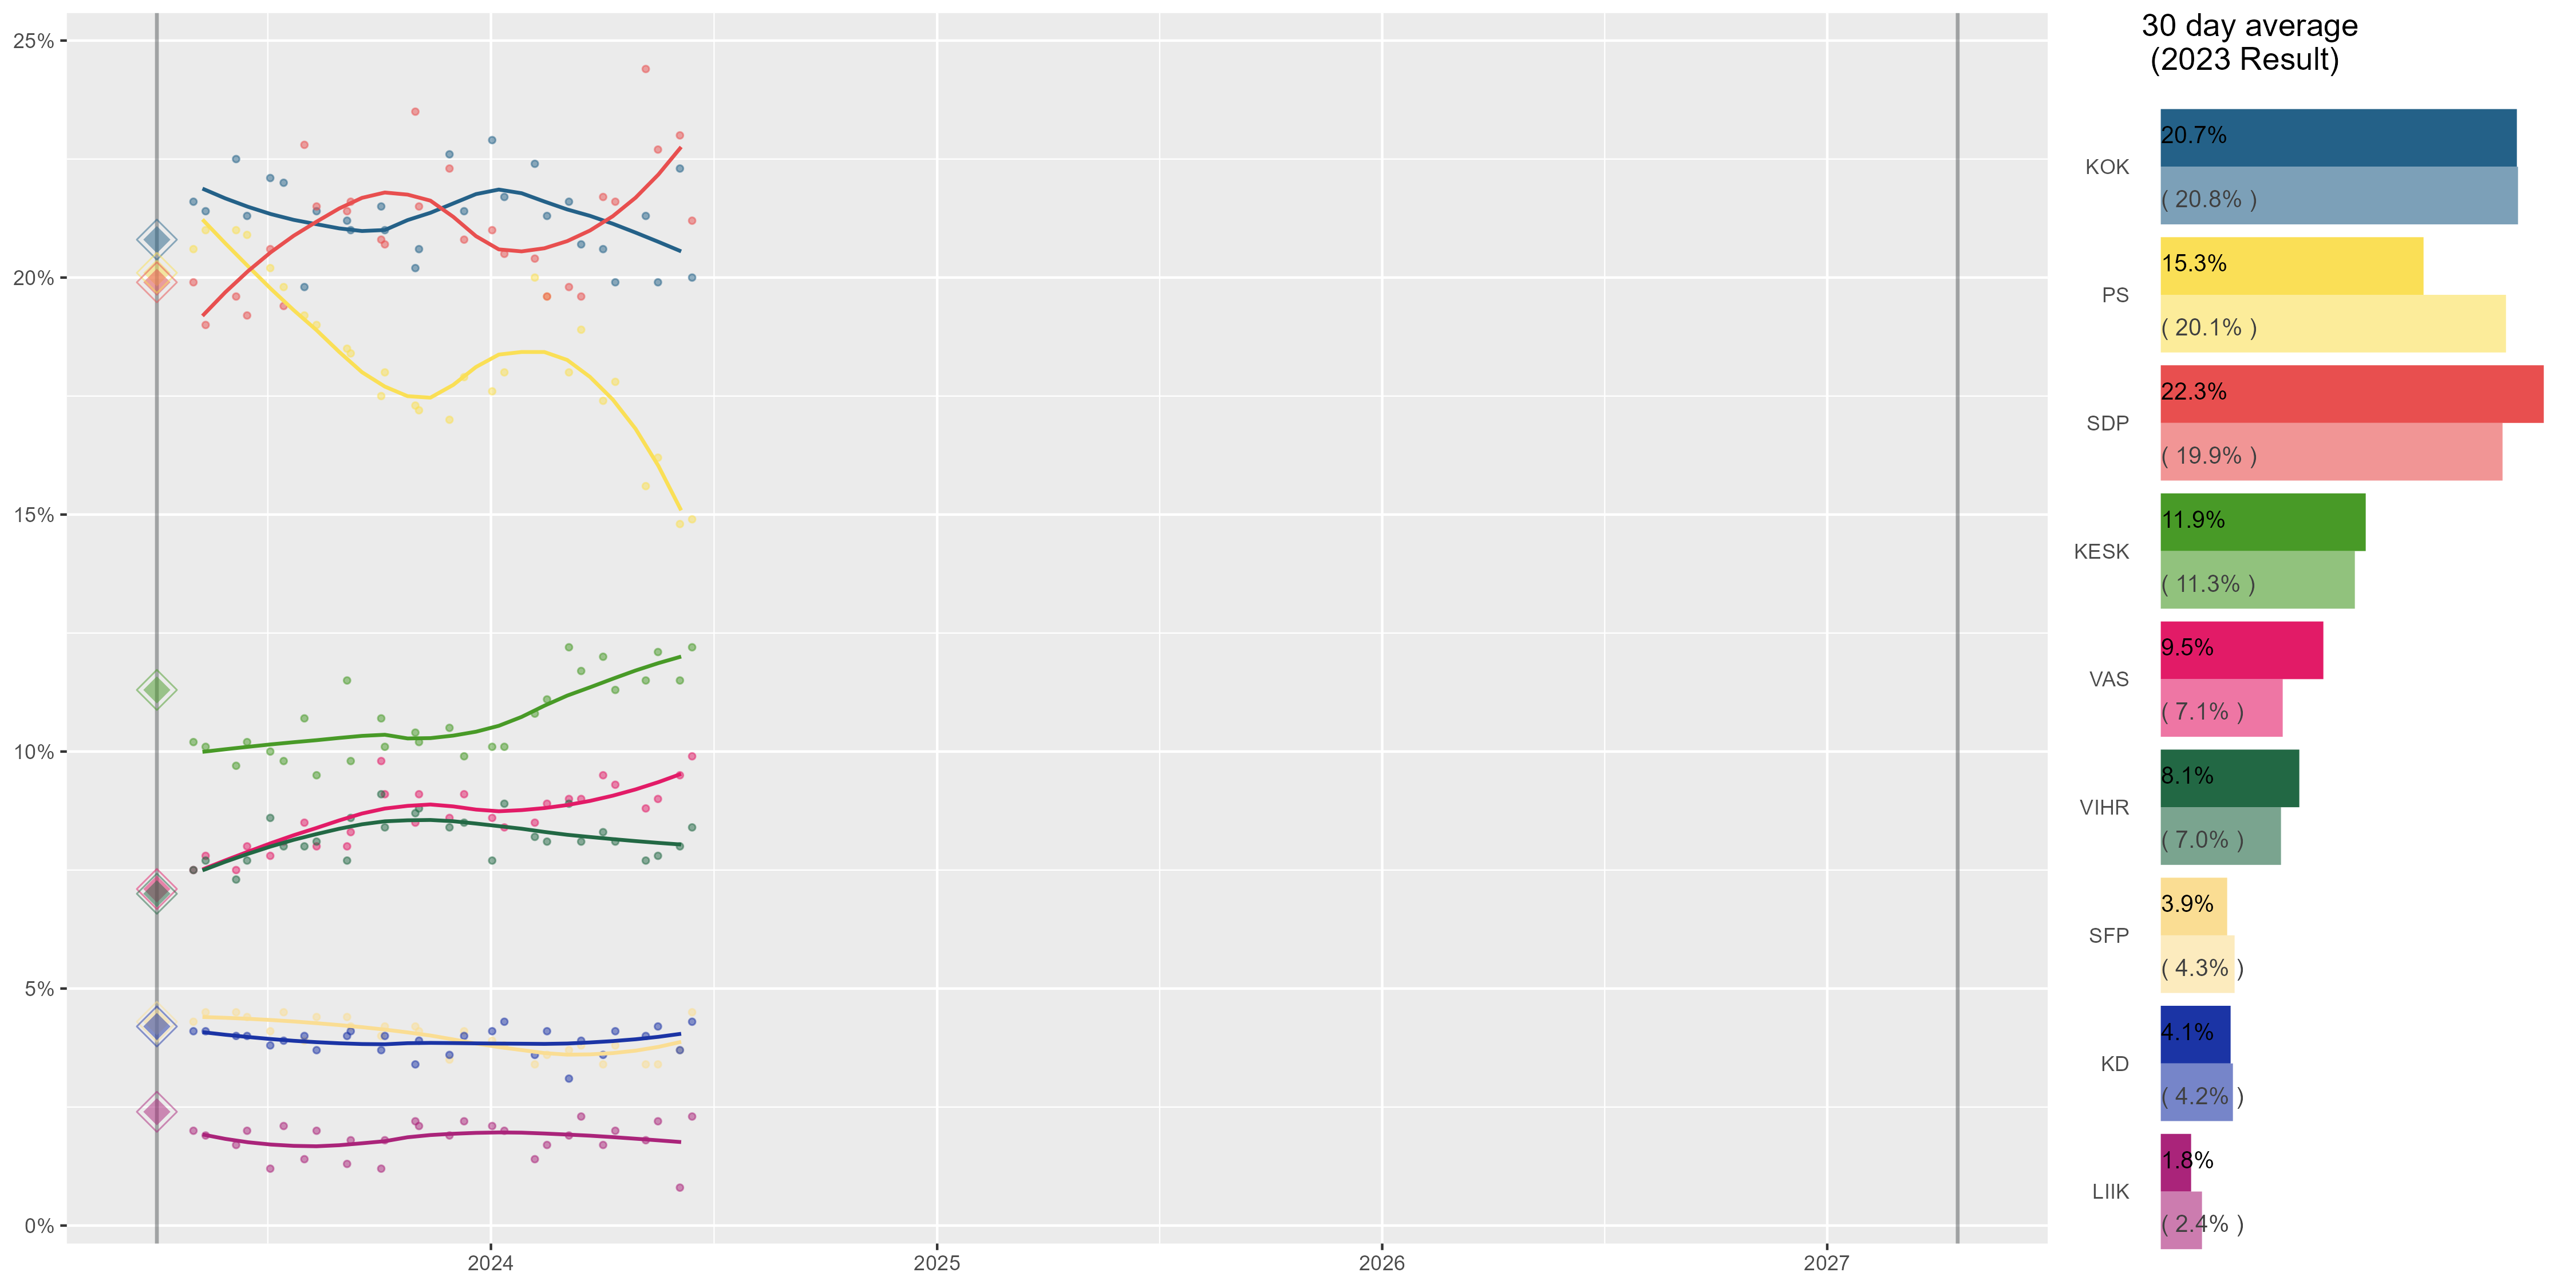 25%
20%
15%
10%
5%
0%
2024
2025
2026
2027
30 day average
(2023 Result)
KOK
20.7%
( 20.8% )
PS
15.3%
( 20.1% )
SDP
22.3%
( 19.9% )
KESK
11.9%
( 11.3% )
VAS
9.5%
( 7.1% )
VIHR
8.1%
( 7.0% )
SFP
3.9%
( 4.3% )
KD
4.1%
( 4.2% )
LIIK
1.8%
( 2.4% )